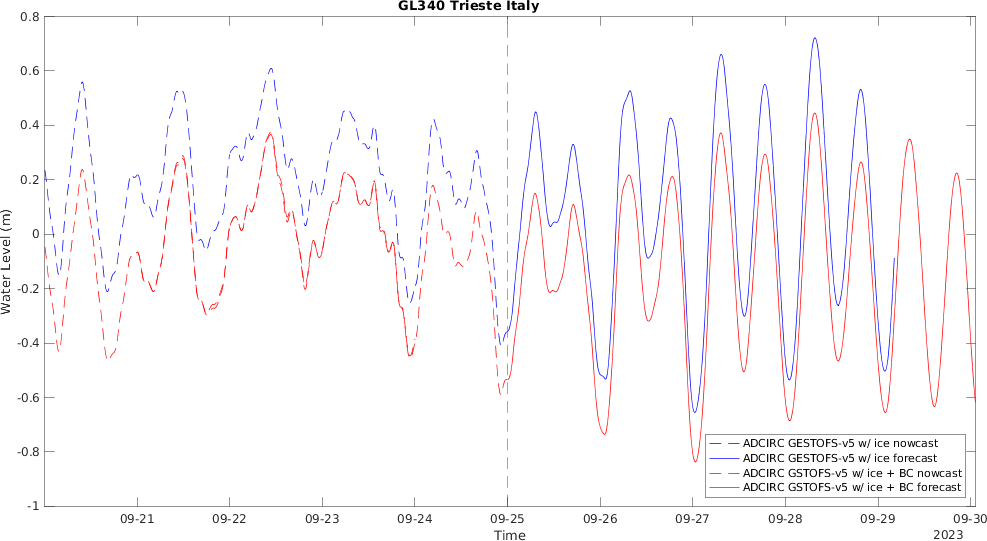 GL340 Trieste Italy
0.8
0.6
0.4
0.2
0
-0.2
-0.4
-0.6
-0.8
-1
Water Level (m)
ADCIRC GESTOFS-v5 w/ ice nowcast
ADCIRC GESTOFS-v5 w/ ice forecast
ADCIRC GSTOFS-v5 w/ ice + BC nowcast
ADCIRC GSTOFS-v5 w/ ice + BC forecast
09-21 09-22 09-23 09-24 09-25 09-26 09-27 09-28 09-29 09-30
Time
2023